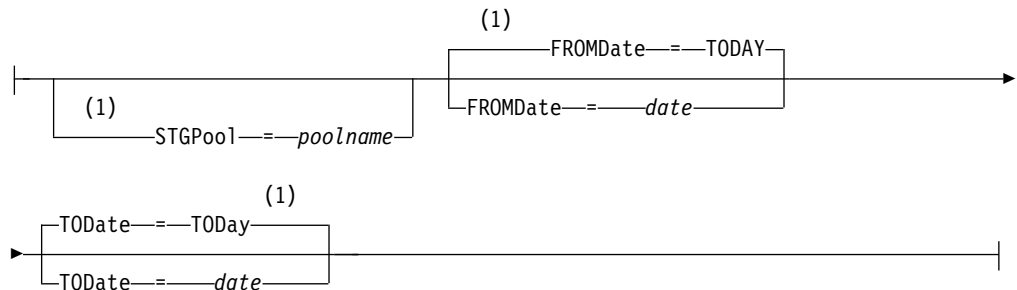 (1)
FROMDate = TODAY
(1)
FROMDate = date
STGPool = poolname
(1)
TODate = TODay
TODate = date